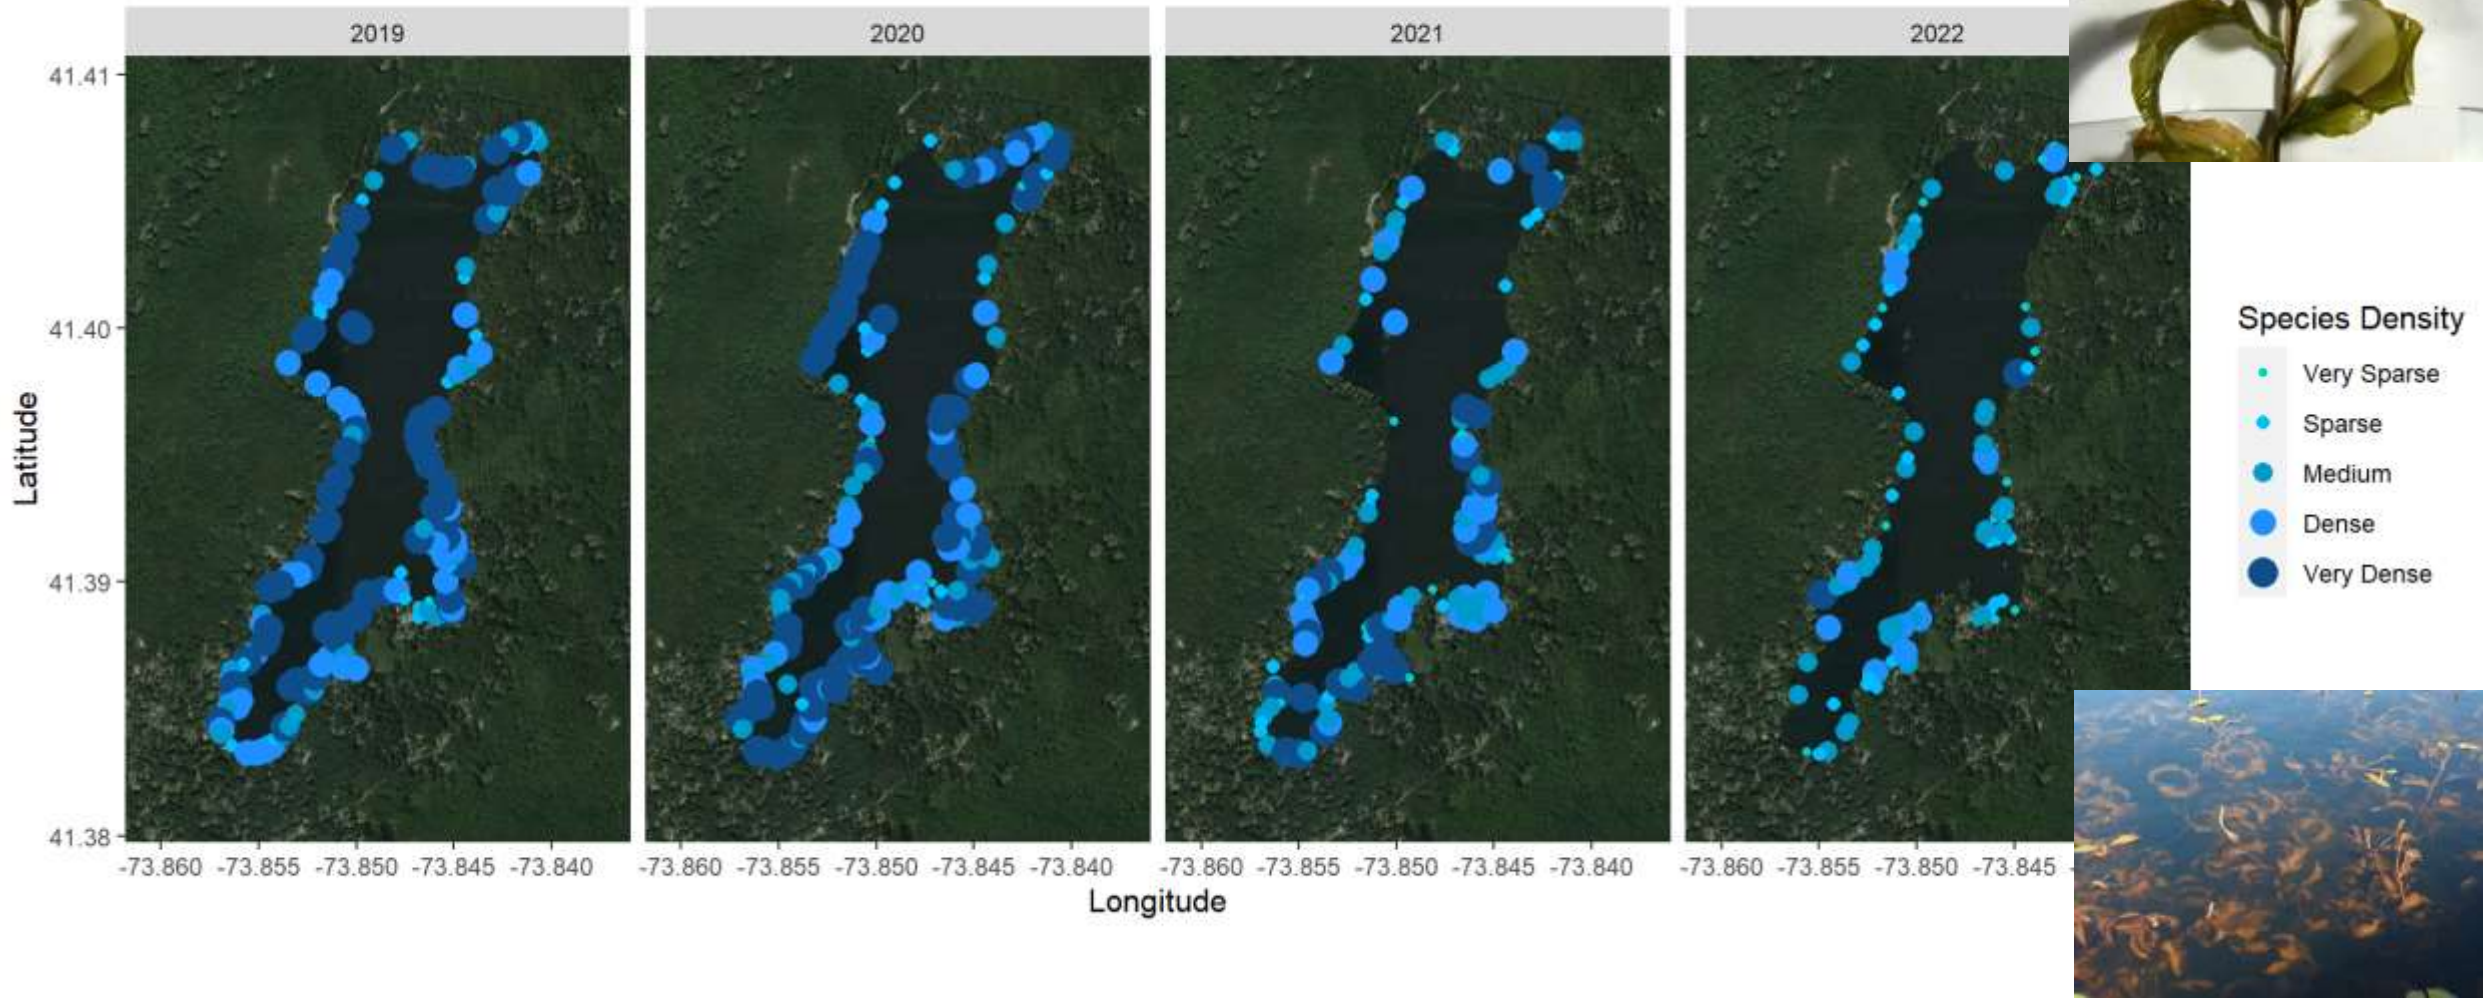 2019 2020 2021 2022
41.41
41.40
41.39
41.38
Latitude
-73.860 -73.855 -73.850 -73.845 -73.840 -73.860 -73.855 -73.850 -73.845 -73.840 -73.860 -73.855 -73.850 -73.845 -73.840 -73.860 -73.855 -73.850 -73.845
Longitude
Species Density
Very Sparse
Sparse
Medium
Dense
Very Dense